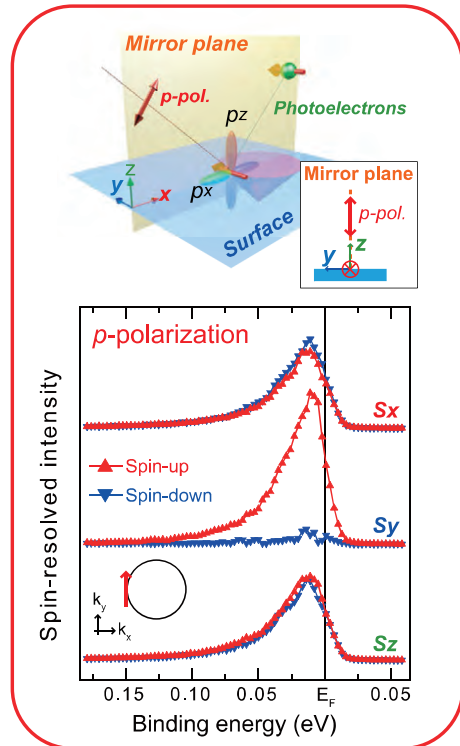 Mirror plane
p-pol.
Photoelectrons
pz
px
z
y
x
Surface
Mirror plane
p-pol.
z
y
p-polarization
Sx
Spin-up
Spin-down
Sy
ky
kx
Sz
Spin-resolved intensity
0.15 0.10 0.05 EF 0.05
Binding energy (eV)